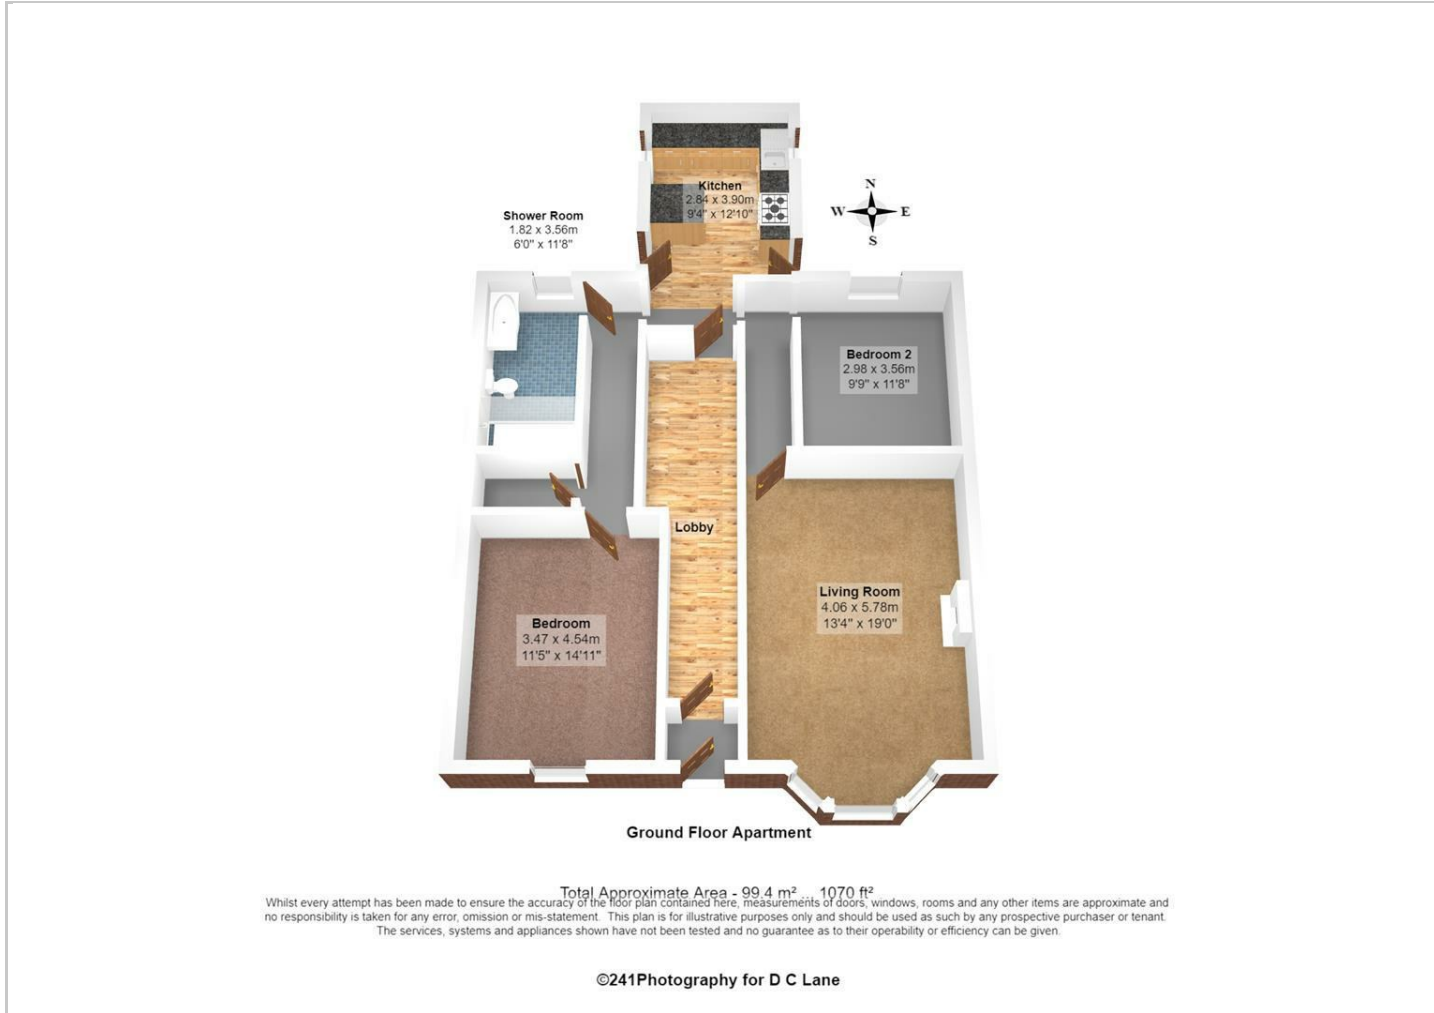 Kitchen
2.84 x 3.90m
9'4" x 12'10"
N
W E
S
Shower Room
1.82 x 3.56m
6'0" x 11'8"
Bedroom 2
2.98 x 3.56m
9'9" x 11'8"
Lobby
Living Room
4.06 x 5.78m
13'4" x 19'0"
Bedroom
3.47 x 4.54m
11'5" x 14'11"
Ground Floor Apartment
Total Approximate Area - 99.4 m² ... 1070 ft²
Whilst every attempt has been made to ensure the accuracy of the floor plan contained here, measurements of doors, windows, rooms and any other items are approximate and
no responsibility is taken for any error, omission or mis-statement. This plan is for illustrative purposes only and should be used as such by any prospective purchaser or tenant.
The services, systems and appliances shown have not been tested and no guarantee as to their operability or efficiency can be given.
©241Photography for D C Lane